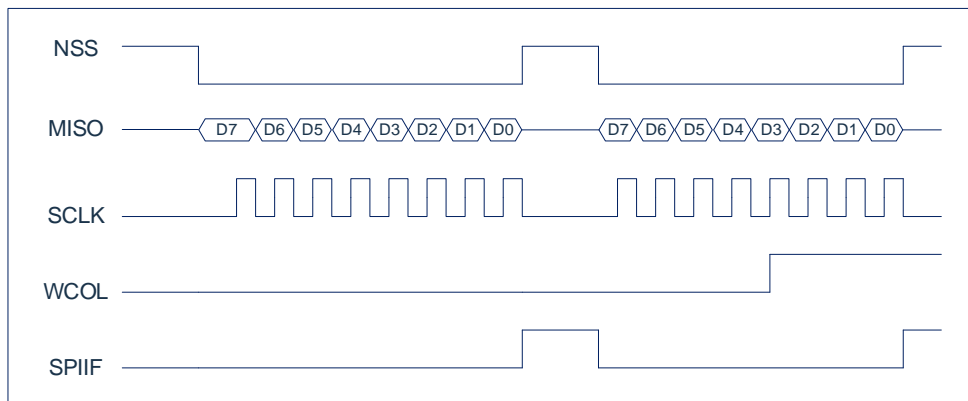 NSS
MISO D7 D6 D5 D4 D3 D2 D1 D0 D7 D6 D5 D4 D3 D2 D1 D0
SCLK
WCOL
SPIIF